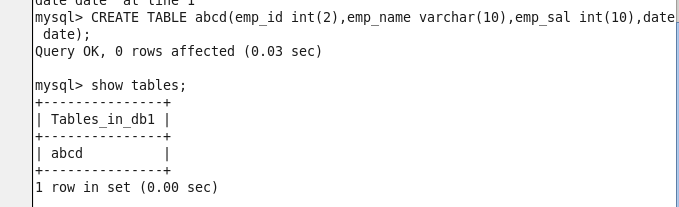 date date' at line 1
mysql> CREATE TABLE abcd(emp_id int(2),emp_name varchar(10),emp_sal int(10),date
 date);
Query OK, 0 rows affected (0.03 sec)
mysql> show tables;
+---------------+
| Tables_in_db1 |
+---------------+
| abcd          |
+---------------+
1 row in set (0.00 sec)